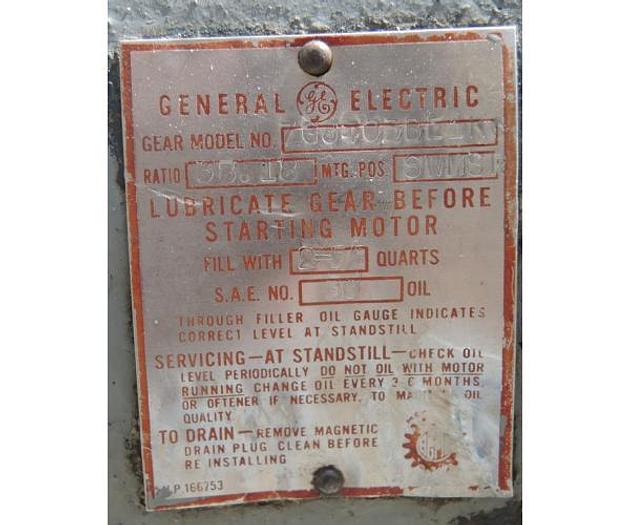 GENERAL GE ELECTRIC
GEAR MODEL NO.
RATIO 38.18 MTG. POS
LUBRICATE GEAR BEFORE
STARTING MOTOR
FILL WITH QUARTS
S.A.E. NO. OIL
THROUGH FILLER OIL GAUGE INDICATES
CORRECT LEVEL AT STANDSTILL
SERVICING—AT STANDSTILL—CHECK OIL
LEVEL PERIODICALLY DO NOT OIL WITH MOTOR
RUNNING CHANGE OIL EVERY MONTHS
OR OFTENER IF NECESSARY, TO OIL
QUALITY
TO DRAIN—REMOVE MAGNETIC
DRAIN PLUG CLEAN BEFORE
RE INSTALLING
N.P. 166753